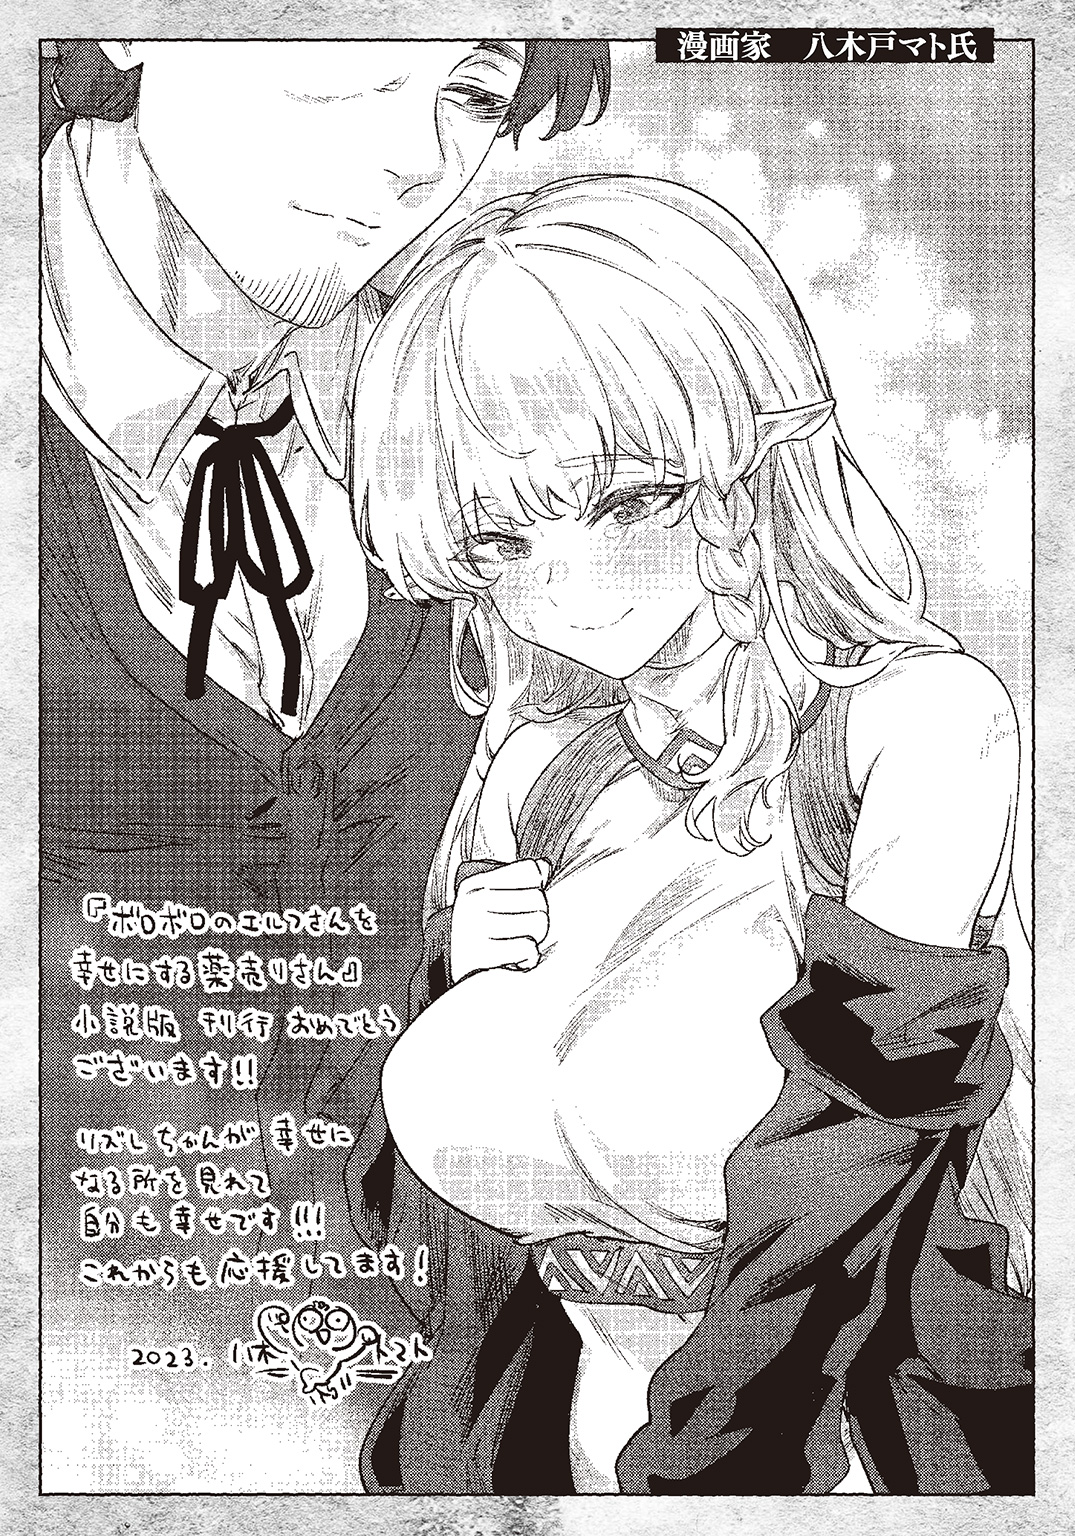 漫画家　八木戸マト氏
『ボロボロのエルフさんを
幸せにする薬売りさん』
小説版 刊行 おめでとう
ございます!!
リズレちゃんが 幸せに
なる所を見れて
自分も幸せです!!!
これからも応援してます!
2023. 八木戸マト